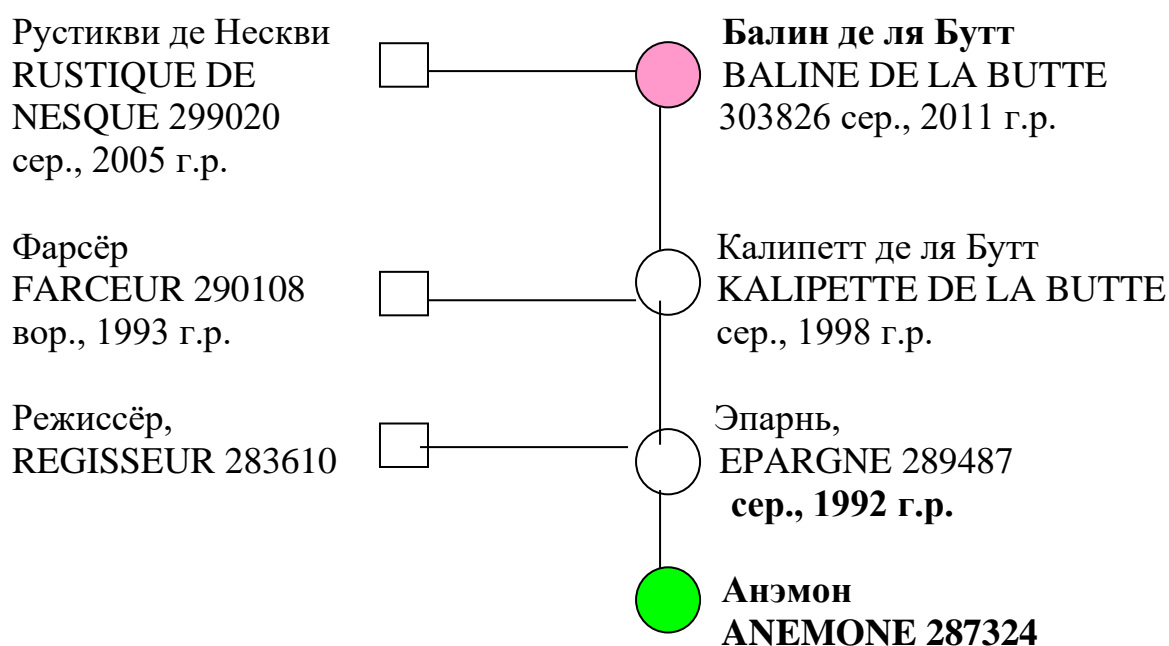 Рустикви де Нескви
RUSTIQUE DE
NESQUE 299020
сер., 2005 г.р.
Балин де ля Бутт
BALINE DE LA BUTTE
303826 сер., 2011 г.р.
Фарсёр
FARCEUR 290108
вор., 1993 г.р.
Калипетт де ля Бутт
KALIPETTE DE LA BUTTE
сер., 1998 г.р.
Режиссёр,
REGISSEUR 283610
Эпарнь,
EPARGNE 289487
сер., 1992 г.р.
Анэмон
ANEMONE 287324